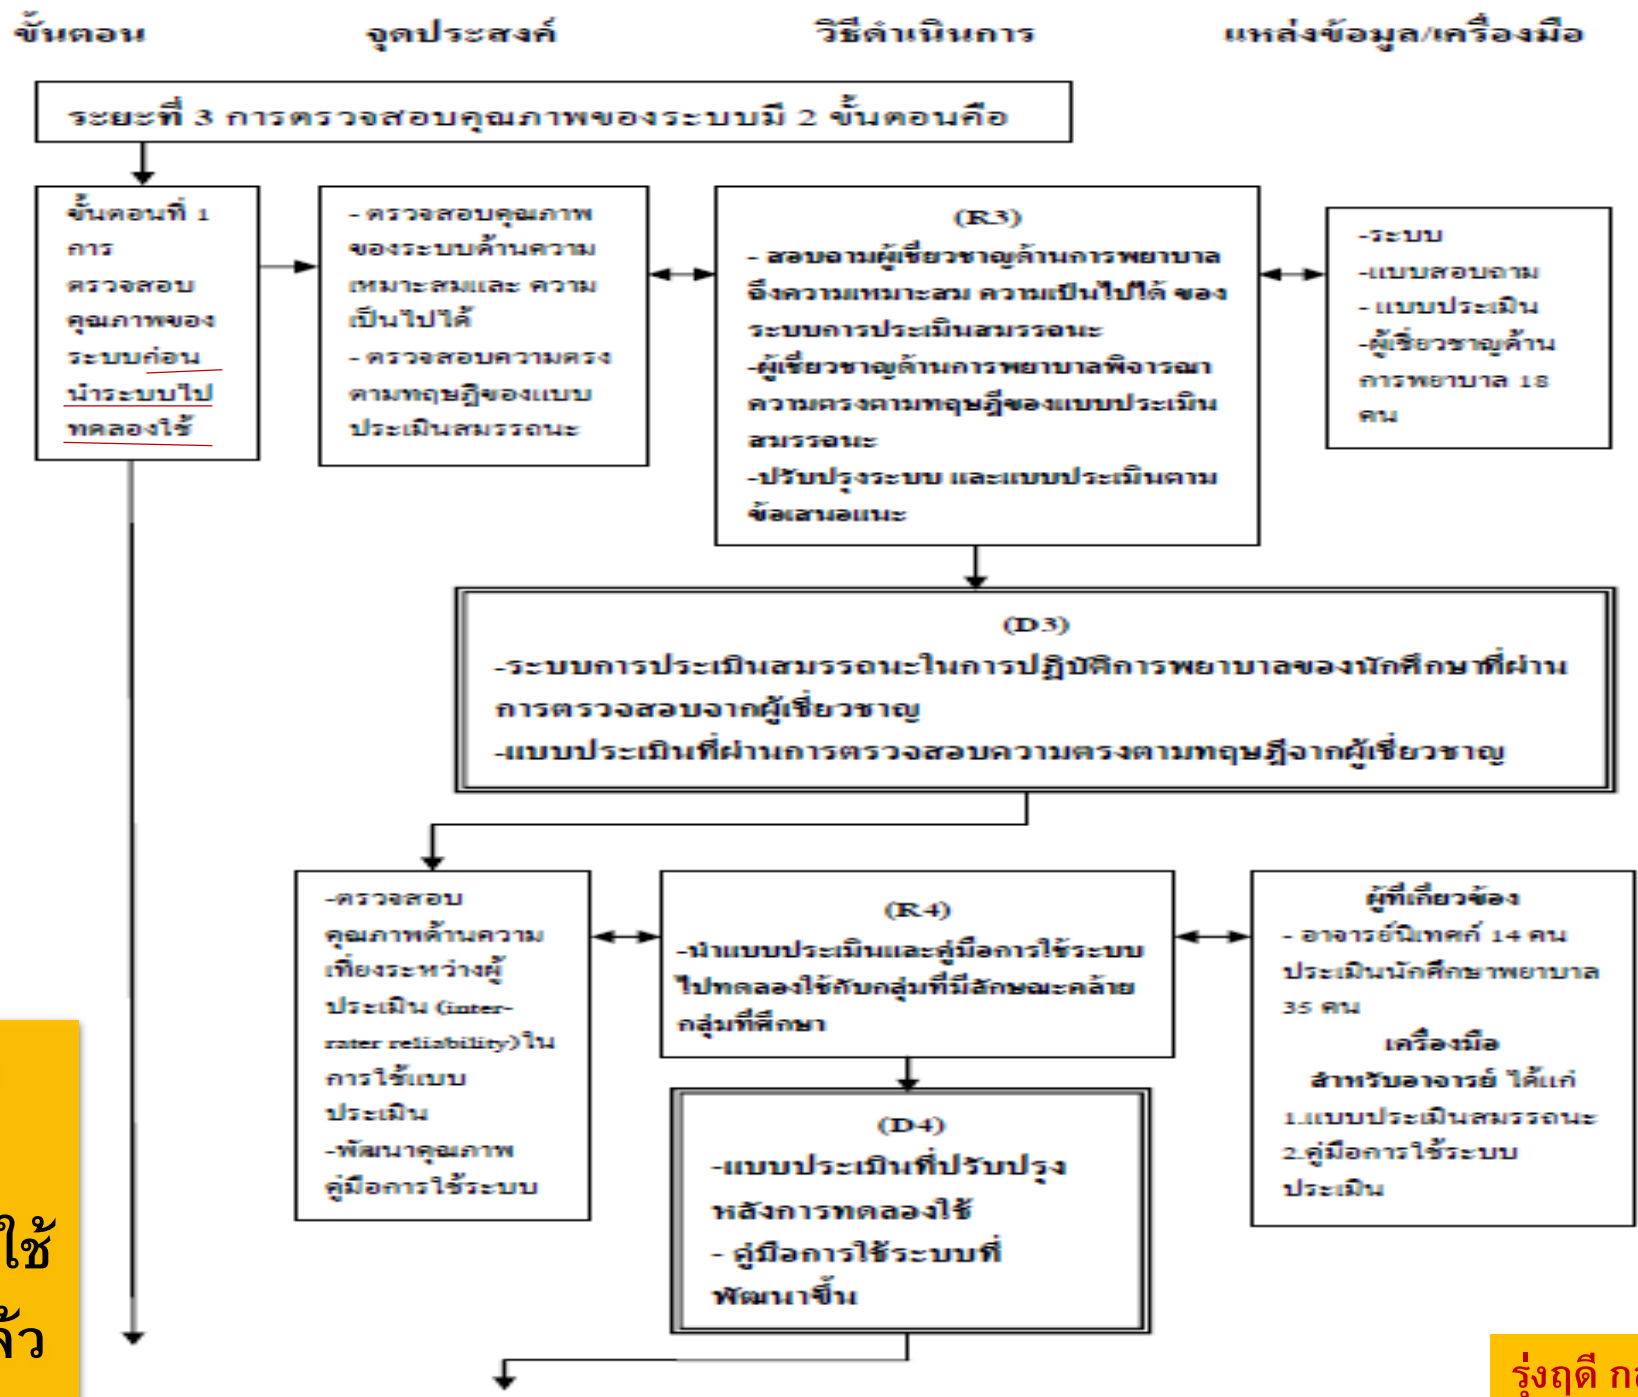 ขั้นตอน จุดประสงค์ วิธีดำเนินการ แหล่งข้อมูล/เครื่องมือ
ระยะที่ 3 การตรวจสอบคุณภาพของระบบมี 2 ขั้นตอนคือ
ขั้นตอนที่ 1
การ
ตรวจสอบ
คุณภาพของ
ระบบก่อน
นำระบบไป
ทดลองใช้
- ตรวจสอบคุณภาพ
ของระบบด้านความ
เหมาะสมและ ความ
เป็นไปได้
- ตรวจสอบความตรง
ตามทฤษฎีของแบบ
ประเมินสมรรถนะ
(R3)
- สอบถามผู้เชี่ยวชาญด้านการพยาบาล
ถึงความเหมาะสม ความเป็นไปได้ ของ
ระบบการประเมินสมรรถนะ
-ผู้เชี่ยวชาญด้านการพยาบาลพิจารณา
ความตรงตามทฤษฎีของแบบประเมิน
สมรรถนะ
-ปรับปรุงระบบ และแบบประเมินตาม
ข้อเสนอแนะ
-ระบบ
-แบบสอบถาม
- แบบประเมิน
-ผู้เชี่ยวชาญด้าน
การพยาบาล 18
คน
(D3)
-ระบบการประเมินสมรรถนะในการปฏิบัติการพยาบาลของนักศึกษาที่ผ่าน
การตรวจสอบจากผู้เชี่ยวชาญ
-แบบประเมินที่ผ่านการตรวจสอบความตรงตามทฤษฎีจากผู้เชี่ยวชาญ
-ตรวจสอบ
คุณภาพด้านความ
เที่ยงระหว่างผู้
ประเมิน (inter-
rater reliability) ใน
การใช้แบบ
ประเมิน
-พัฒนาคุณภาพ
คู่มือการใช้ระบบ
(R4)
-นำแบบประเมินและคู่มือการใช้ระบบ
ไปทดลองใช้กับกลุ่มที่มีลักษณะคล้าย
กลุ่มที่ศึกษา
ผู้ที่เกี่ยวข้อง
- อาจารย์นิเทศก์ 14 คน
ประเมินนักศึกษาพยาบาล
35 คน
เครื่องมือ
สำหรับอาจารย์ ได้แก่
1.แบบประเมินสมรรถนะ
2.คู่มือการใช้ระบบ
ประเมิน
(D4)
-แบบประเมินที่ปรับปรุง
หลังการทดลองใช้
- คู่มือการใช้ระบบที่
พัฒนาขึ้น
ใช้
รุ่งฤดี